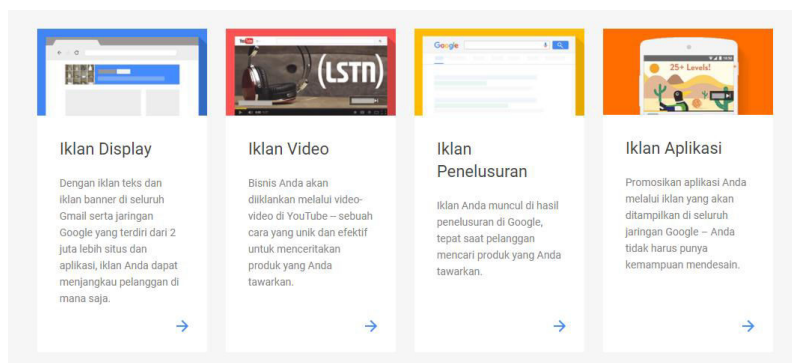 YouTube
(LSTN)
Google
25+ Levels!
Iklan Display
Dengan iklan teks dan
iklan banner di seluruh
Gmail serta jaringan
Google yang terdiri dari 2
juta lebih situs dan
aplikasi, iklan Anda dapat
menjangkau pelanggan di
mana saja.
Iklan Video
Bisnis Anda akan
diiklankan melalui video-
video di YouTube – sebuah
cara yang unik dan efektif
untuk menceritakan
produk yang Anda
tawarkan.
Iklan
Penelusuran
Iklan Anda muncul di hasil
penelusuran di Google,
tepat saat pelanggan
mencari produk yang Anda
tawarkan.
Iklan Aplikasi
Promosikan aplikasi Anda
melalui iklan yang akan
ditampilkan di seluruh
jaringan Google – Anda
tidak harus punya
kemampuan mendesain.